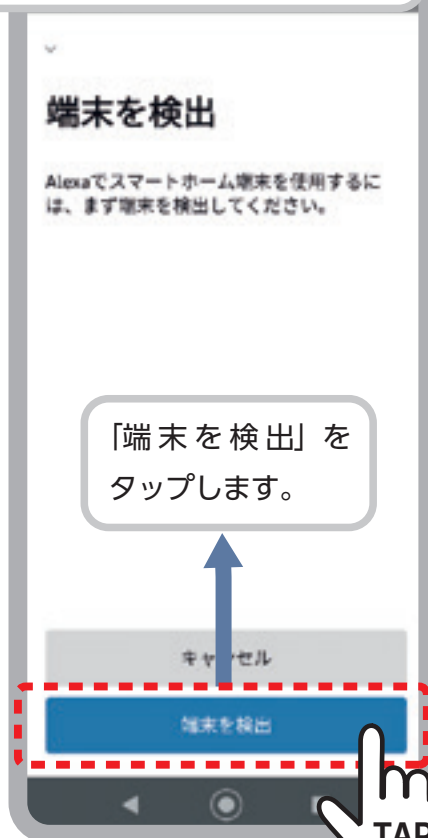 端末を検出
Alexaでスマートホーム端末を使用するに
は、まず端末を検出してください。
「端末を検出」を
タップします。
キャンセル
端末を検出
TAP